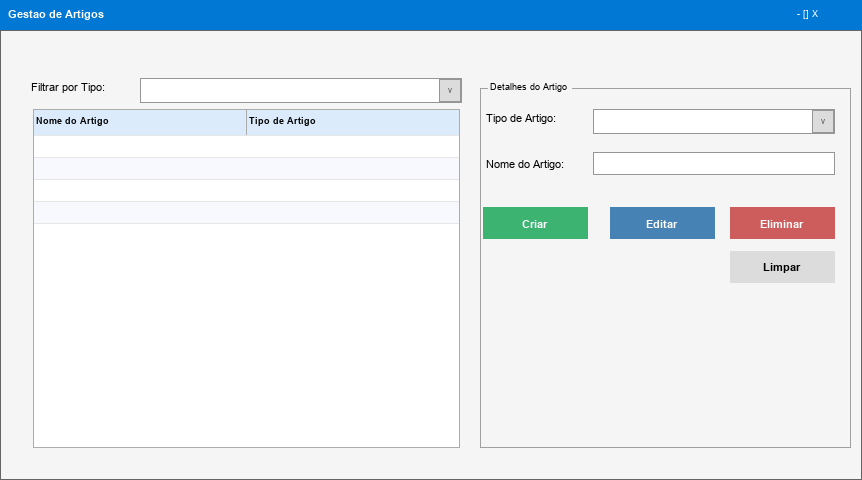 Gestao de Artigos
- [] X
Filtrar por Tipo:
v
Nome do Artigo
Tipo de Artigo
Detalhes do Artigo
Tipo de Artigo:
v
Nome do Artigo:
Criar
Editar
Eliminar
Limpar